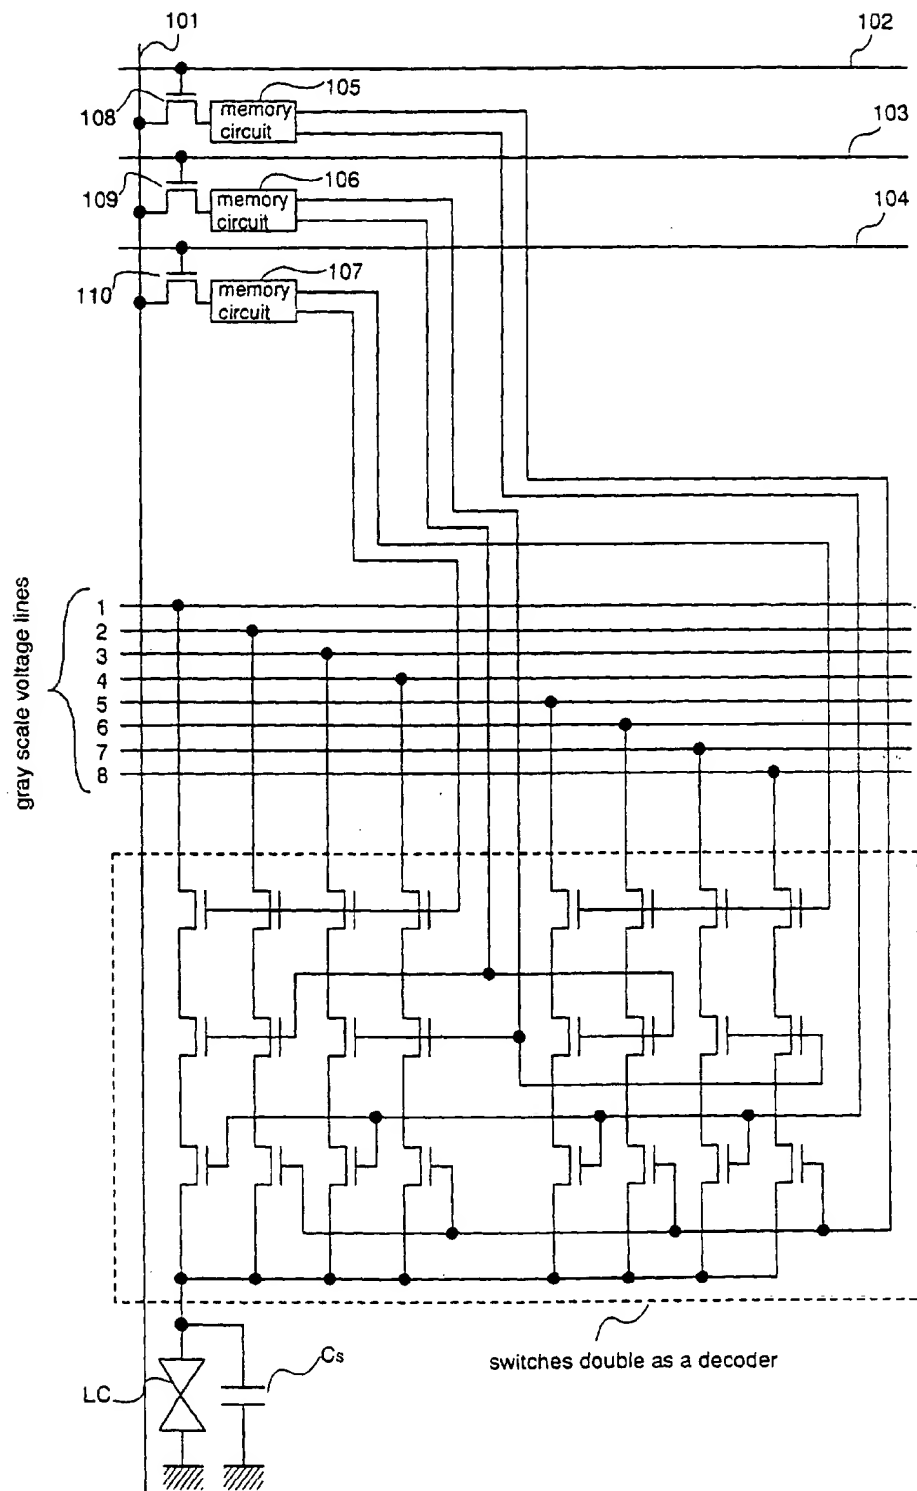 101
102
105
memory
circuit
108
103
106
memory
circuit
109
104
107
memory
circuit
110
gray scale voltage lines
1
2
3
4
5
6
7
8
switches double as a decoder
Cs
LC